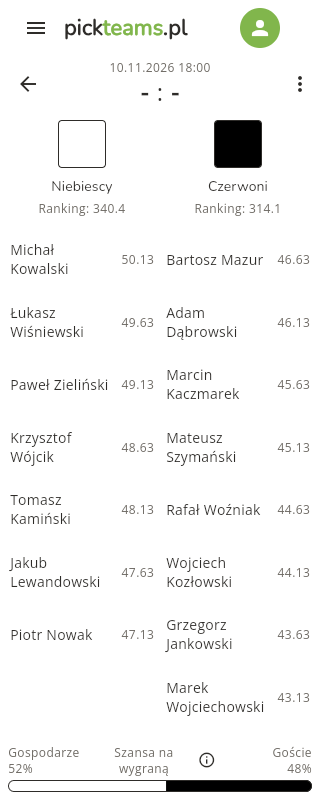 pickteams.pl
10.11.2026 18:00
- : -
Niebiescy
Czerwoni
Ranking: 340.4
Ranking: 314.1
Michał
Kowalski
50.13
Bartosz Mazur
46.63
Łukasz
Wiśniewski
49.63
Adam
Dąbrowski
46.13
Paweł Zieliński
49.13
Marcin
Kaczmarek
45.63
Krzysztof
Wójcik
48.63
Mateusz
Szymański
45.13
Tomasz
Kamiński
48.13
Rafał Woźniak
44.63
Jakub
Lewandowski
47.63
Wojciech
Kozłowski
44.13
Piotr Nowak
47.13
Grzegorz
Jankowski
43.63
Marek
Wojciechowski
43.13
Gospodarze
52%
Szansa na
wygraną
Goście
48%